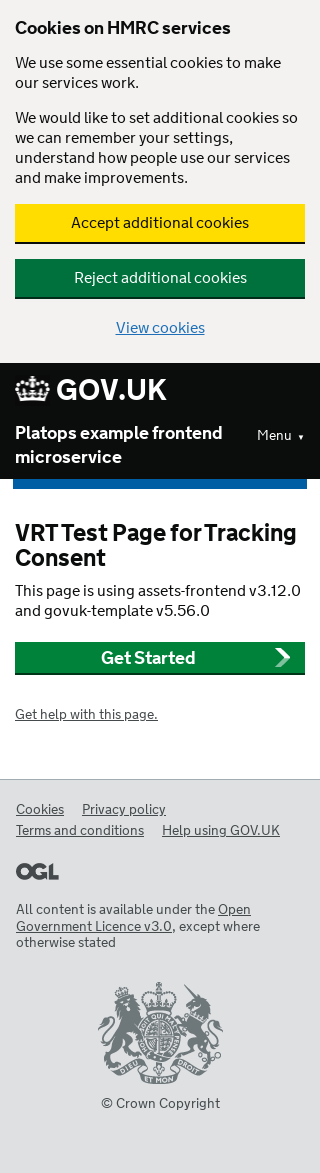 Cookies on HMRC services
We use some essential cookies to make
our services work.
We would like to set additional cookies so
we can remember your settings,
understand how people use our services
and make improvements.
Accept additional cookies
Reject additional cookies
View cookies
GOV.UK
Platops example frontend
microservice
Menu ▼
VRT Test Page for Tracking
Consent
This page is using assets-frontend v3.12.0
and govuk-template v5.56.0
Get Started
Get help with this page.
Cookies Privacy policy
Terms and conditions Help using GOV.UK
OGL
All content is available under the Open
Government Licence v3.0, except where
otherwise stated
DIEU ET MON DROIT
© Crown Copyright